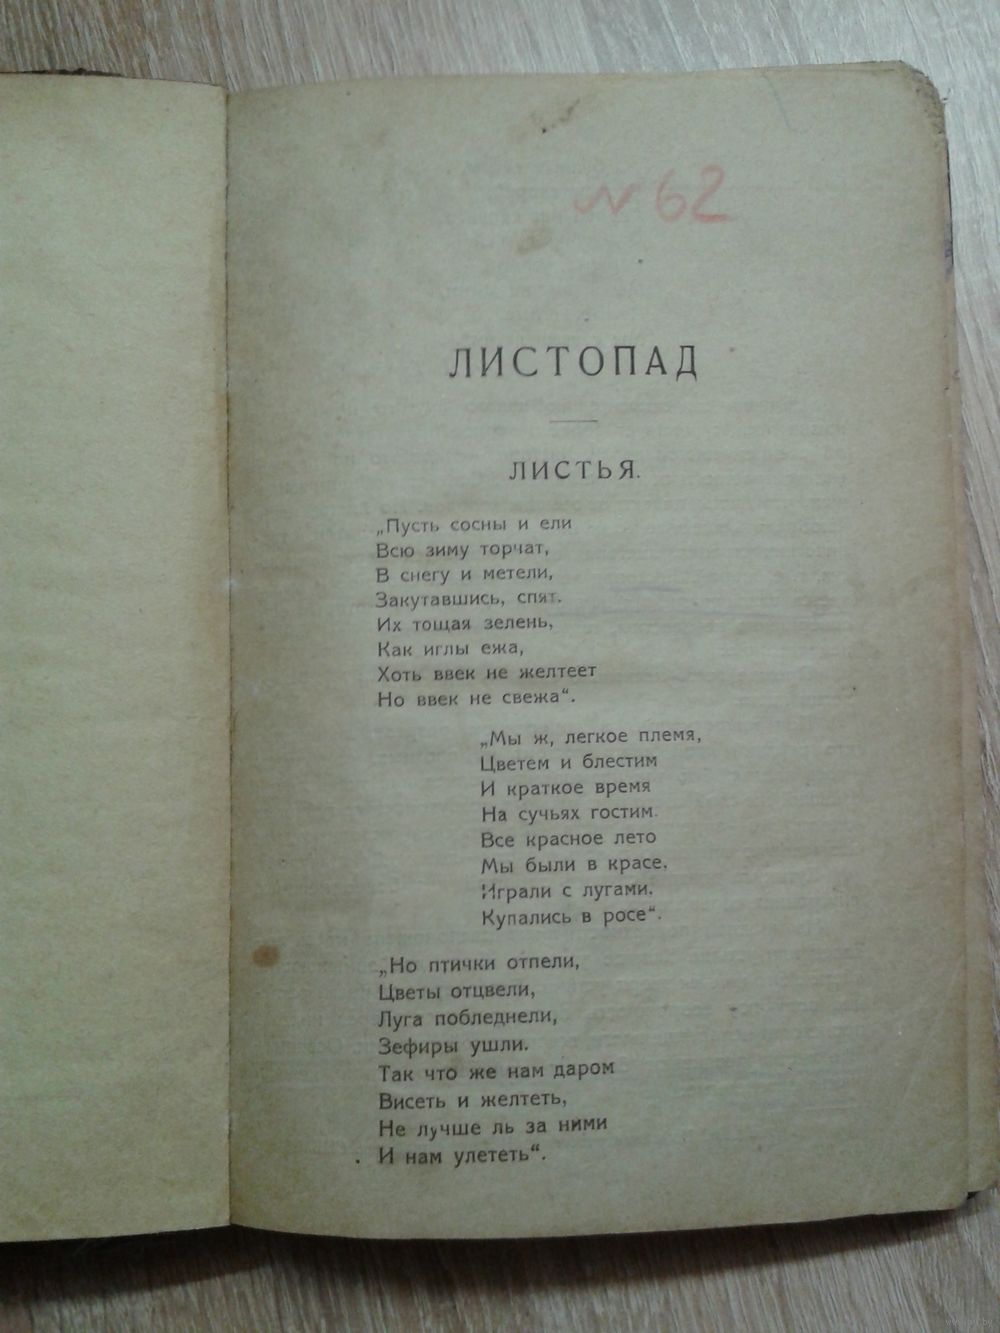 № 62
ЛИСТОПАД
ЛИСТЬЯ.
„Пусть сосны и ели
Всю зиму торчат,
В снегу и метели,
Закутавшись, спят.
Их тощая зелень,
Как иглы ежа,
Хоть ввек не желтеет
Но ввек не свежа“.
„Мы ж, легкое племя,
Цветем и блестим
И краткое время
На сучьях гостим.
Все красное лето
Мы были в красе,
Играли с лугами,
Купались в росе“.
„Но птички отпели,
Цветы отцвели,
Луга побледнели,
Зефиры ушли.
Так что же нам даром
Висеть и желтеть,
Не лучше ль за ними
И нам улететь“.